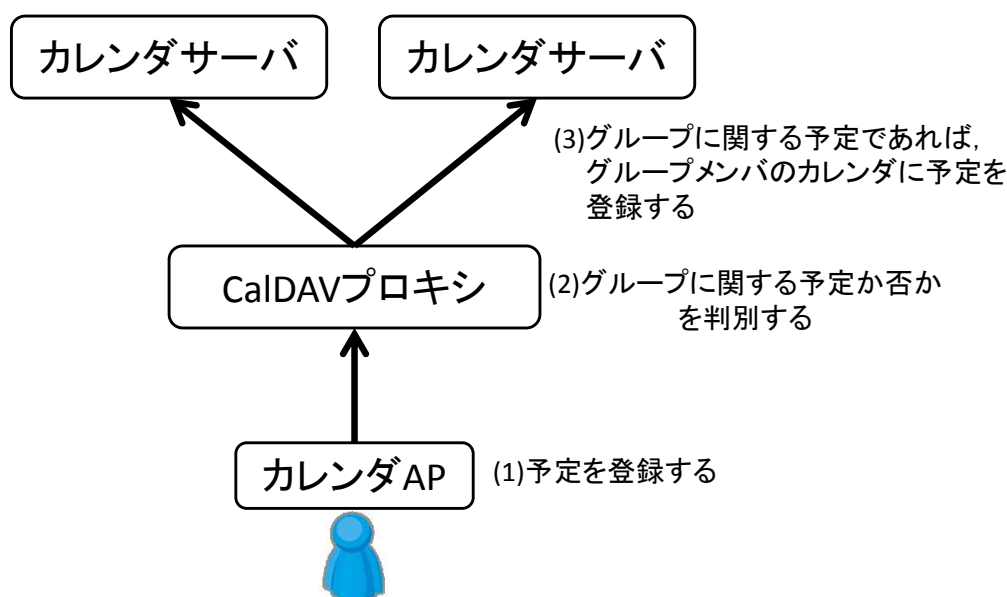 カレンダサーバ
カレンダサーバ
(3)グループに関する予定であれば,
グループメンバのカレンダに予定を
登録する
CalDAVプロキシ
(2)グループに関する予定か否か
を判別する
カレンダAP
(1)予定を登録する